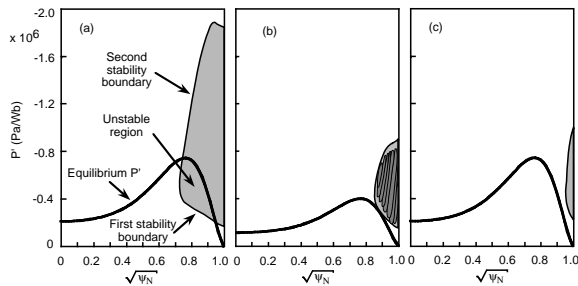 x 10⁶
P' (Pa/Wb)
-2.0
-1.6
-1.2
-0.8
-0.4
0
(a)
Second
stability
boundary
Unstable
region
Equilibrium P'
First stability
boundary
(b)
(c)
0 0.2 0.4 0.6 0.8 1.0
0 0.2 0.4 0.6 0.8 1.0
0 0.2 0.4 0.6 0.8 1.0
√ψN
√ψN
√ψN